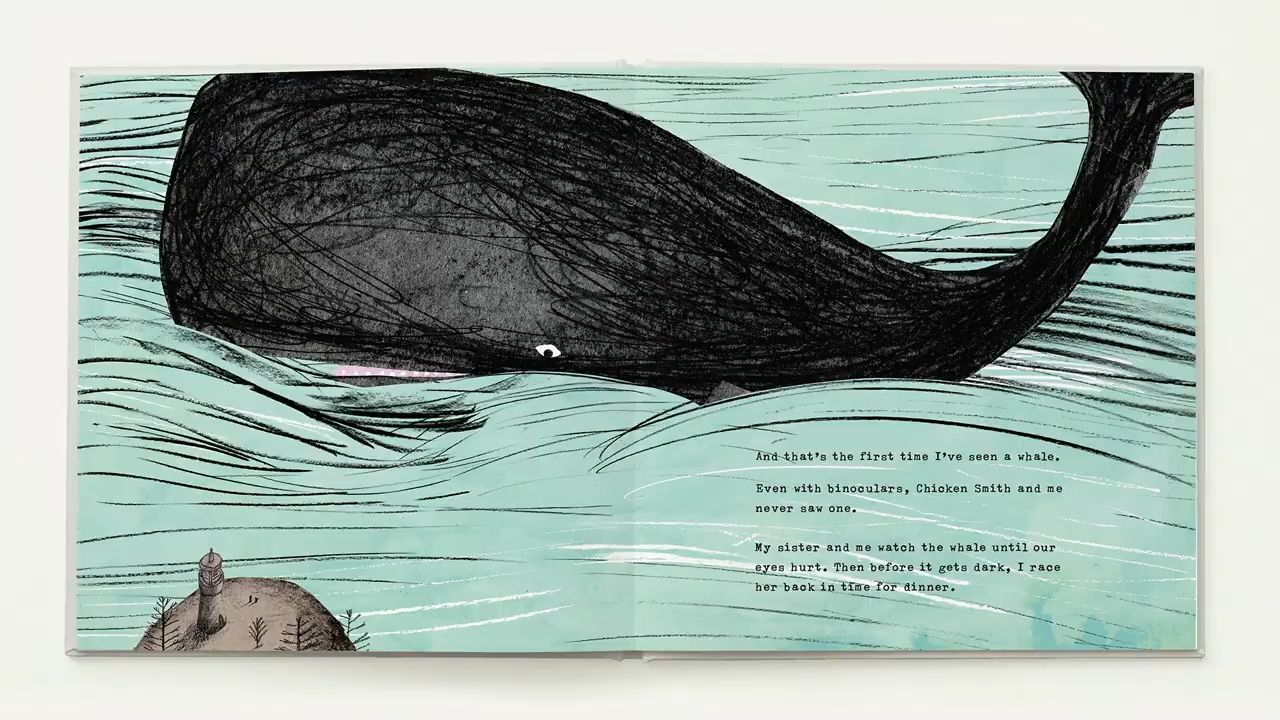 And that's the first time I've seen a whale.
Even with binoculars, Chicken Smith and me
never saw one.
My sister and me watch the whale until our
eyes hurt. Then before it gets dark, I race
her back in time for dinner.